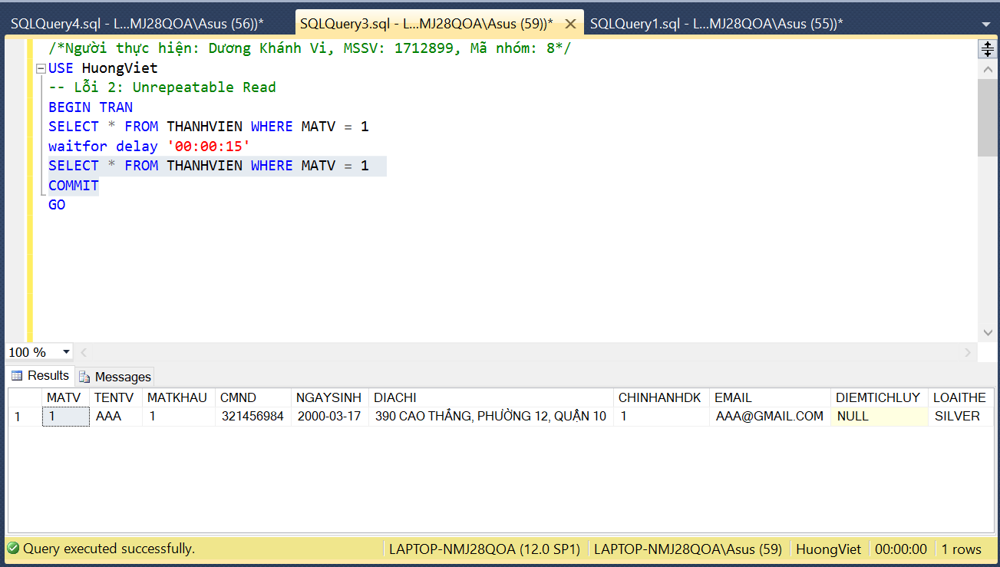 SQLQuery4.sql - L...MJ28QOA\Asus (56))* SQLQuery3.sql - L...MJ28QOA\Asus (59))* SQLQuery1.sql - L...MJ28QOA\Asus (55))*
/*Người thực hiện: Dương Khánh Vi, MSSV: 1712899, Mã nhóm: 8*/
USE HuongViet
-- Lỗi 2: Unrepeatable Read
BEGIN TRAN
SELECT * FROM THANHVIEN WHERE MATV = 1
waitfor delay '00:00:15'
SELECT * FROM THANHVIEN WHERE MATV = 1
COMMIT
GO
100 %
Results Messages
MATV TENTV MATKHAU CMND NGAYSINH DIACHI CHINHANHDK EMAIL DIEMTICHLUY LOAITHE
1 1 AAA 1 321456984 2000-03-17 390 CAO THẮNG, PHƯỜNG 12, QUẬN 10 1 AAA@GMAIL.COM NULL SILVER
Query executed successfully. LAPTOP-NMJ28QOA (12.0 SP1) LAPTOP-NMJ28QOA\Asus (59) HuongViet 00:00:00 1 rows